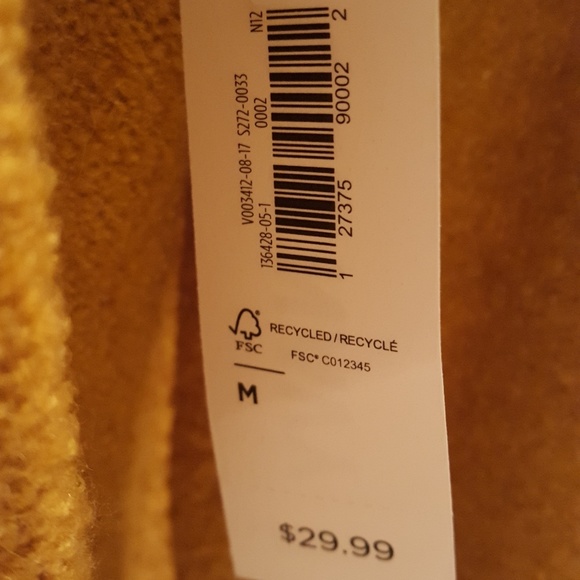 N12
V003412-08-17 S272-0033
0002
136428-05-1
1 27375 90002 2
FSC
RECYCLED/RECYCLÉ
FSC® C012345
M
$29.99